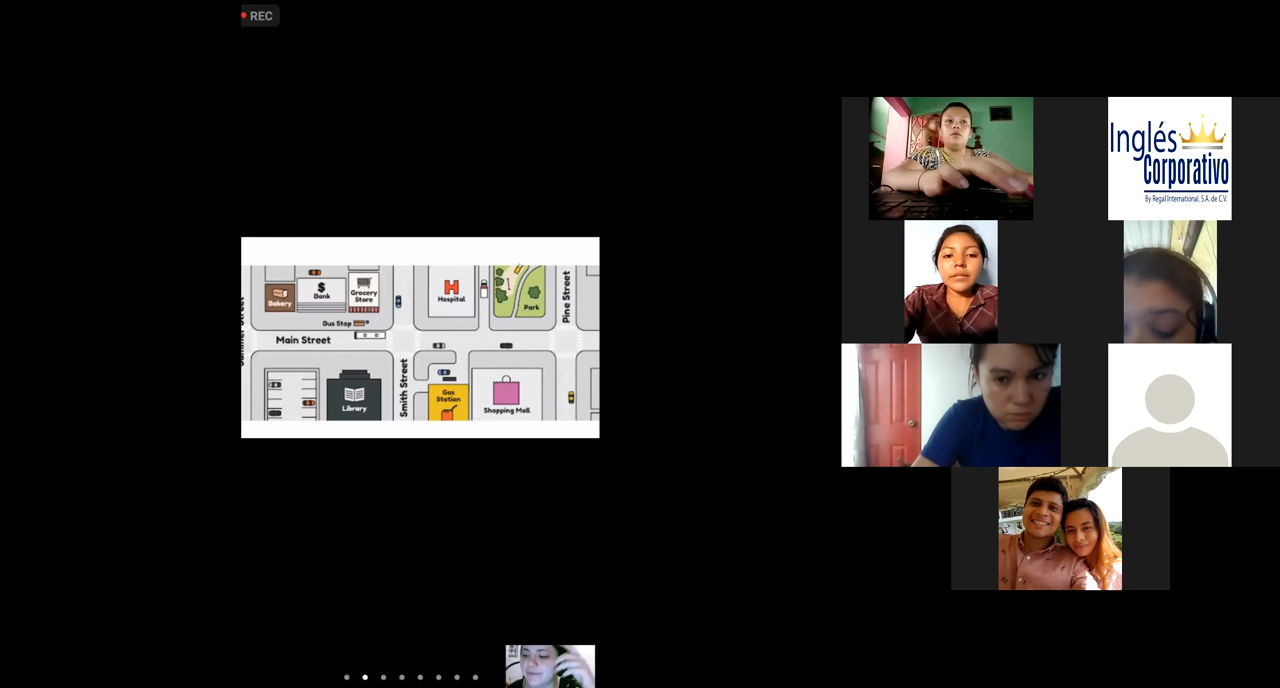 REC
Bakery
$
Bank
Grocery
Store
H
Hospital
Park
Pine Street
Bus Stop
Main Street
Smith Street
Library
Gas
Station
Shopping Mall
Inglés
Corporativo
By Regal International, S.A. de C.V.